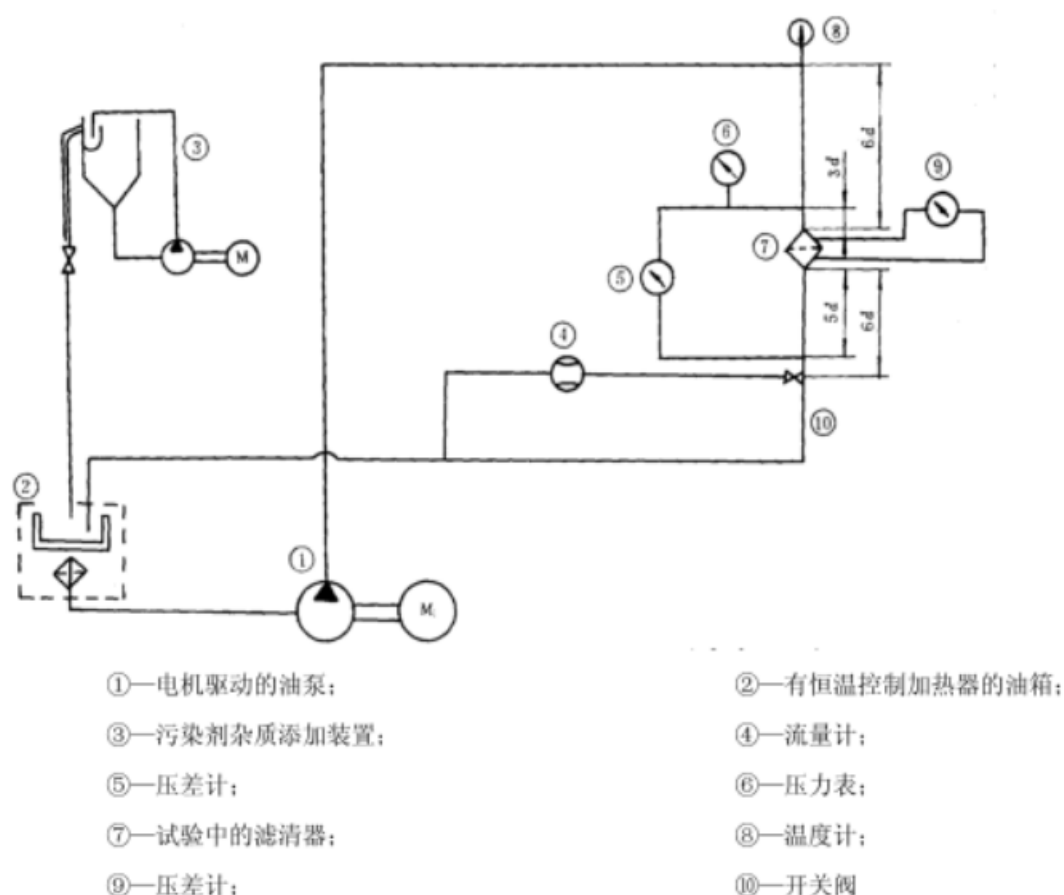 ⑧
③
⑥
6d
3d
⑨
⑦
M
⑤
5d
6d
④
⑩
②
①
M
①—电机驱动的油泵；
②—有恒温控制加热器的油箱；
③—污染剂杂质添加装置；
④—流量计；
⑤—压差计；
⑥—压力表；
⑦—试验中的滤清器；
⑧—温度计；
⑨—压差计；
⑩—开关阀